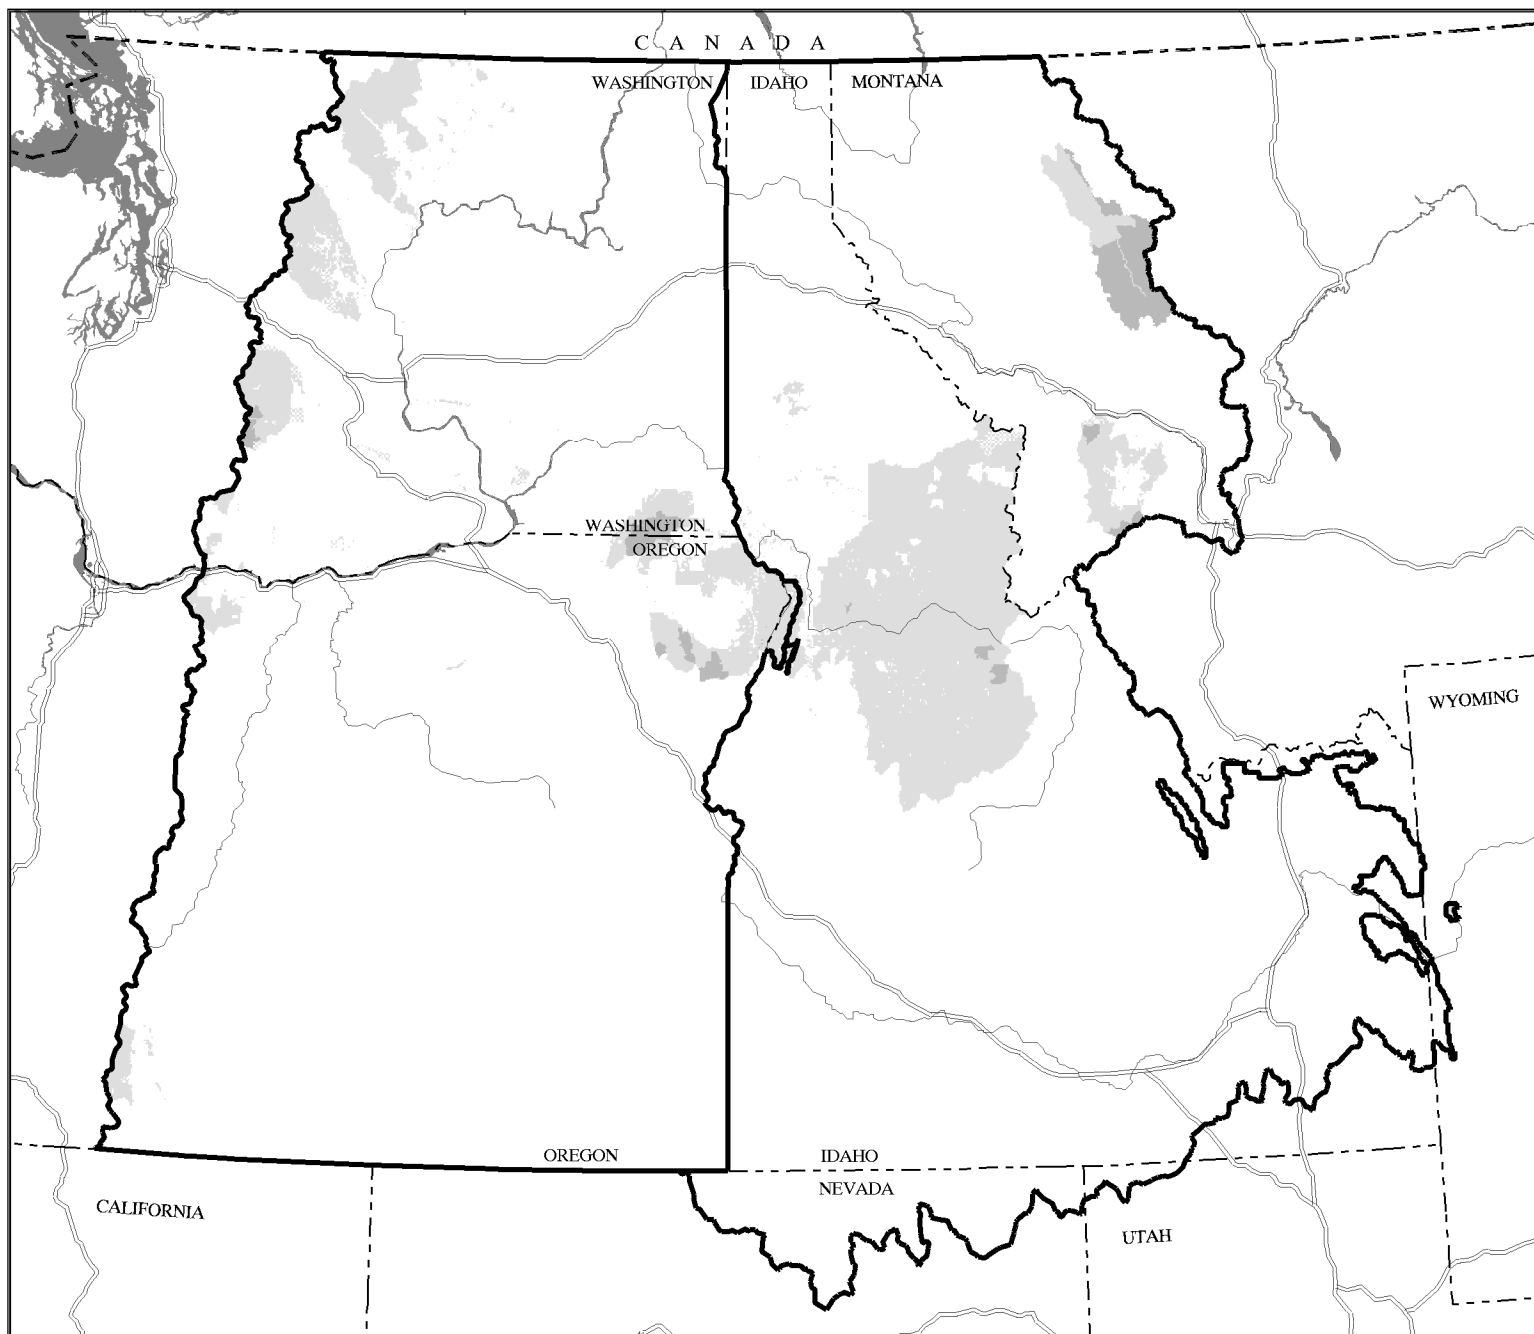 C A N A D A
WASHINGTON
IDAHO
MONTANA
WASHINGTON
OREGON
WYOMING
OREGON
IDAHO
NEVADA
CALIFORNIA
UTAH